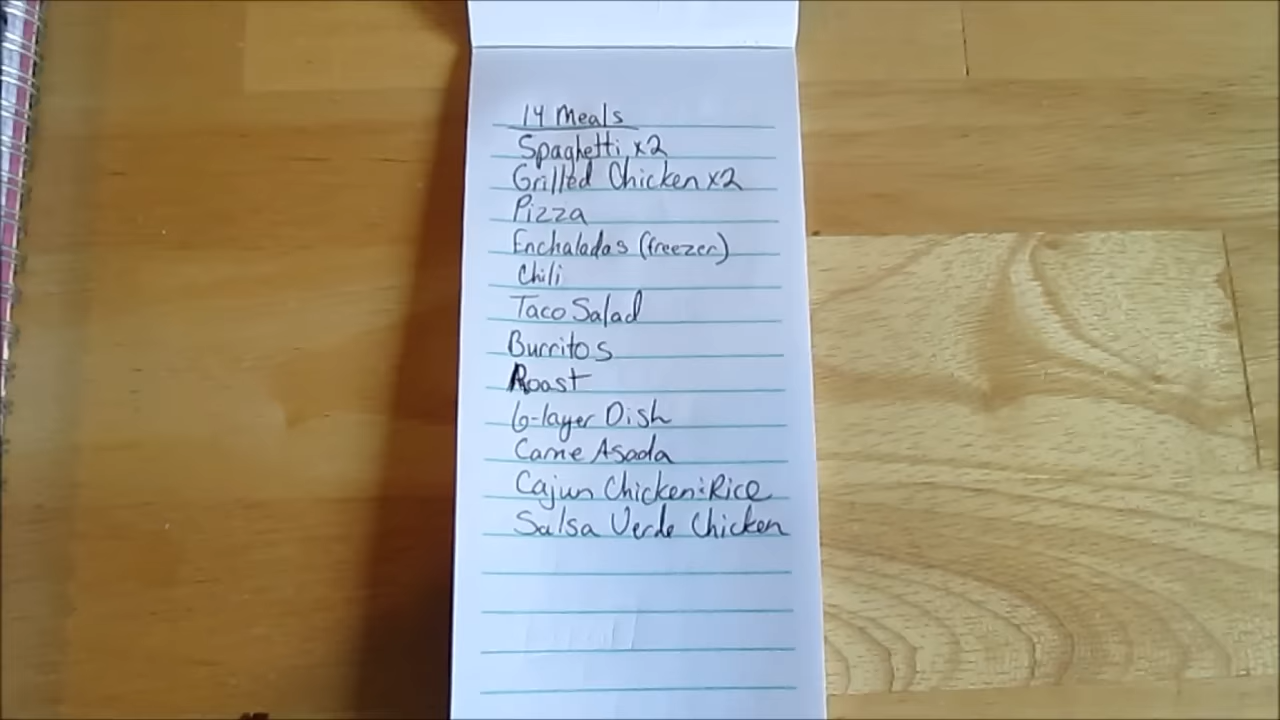 14 Meals
Spaghetti x2
Grilled Chicken x2
Pizza
Enchaladas (freezer)
Chili
Taco Salad
Burritos
Roast
6-layer Dish
Carne Asada
Cajun Chicken : Rice
Salsa Verde Chicken